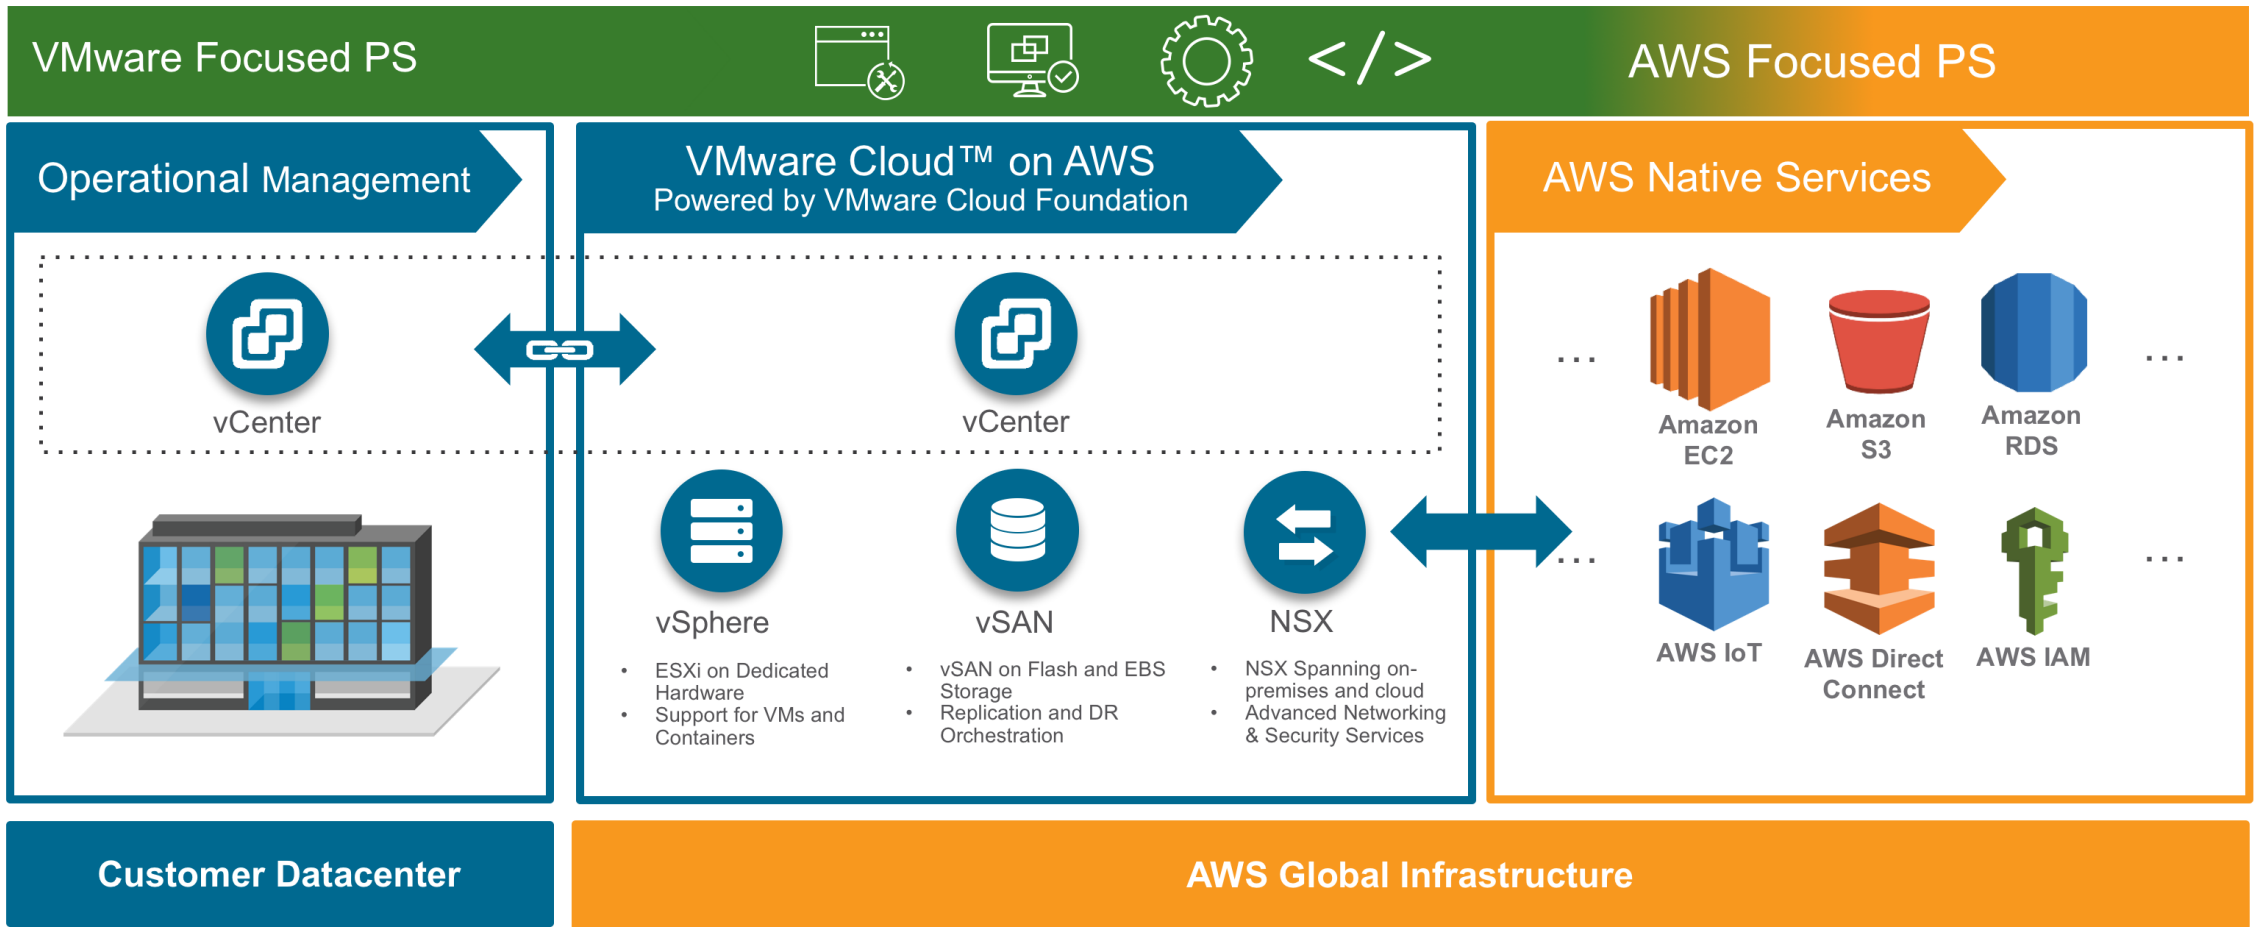 VMware Focused PS
</>
AWS Focused PS
Operational Management
VMware Cloud™ on AWS
Powered by VMware Cloud Foundation
AWS Native Services
vCenter
vCenter
...
Amazon
EC2
Amazon
S3
Amazon
RDS
...
vSphere
• ESXi on Dedicated
Hardware
• Support for VMs and
Containers
vSAN
• vSAN on Flash and EBS
Storage
• Replication and DR
Orchestration
NSX
• NSX Spanning on-
premises and cloud
• Advanced Networking
& Security Services
...
AWS IoT
AWS Direct
Connect
AWS IAM
...
Customer Datacenter
AWS Global Infrastructure